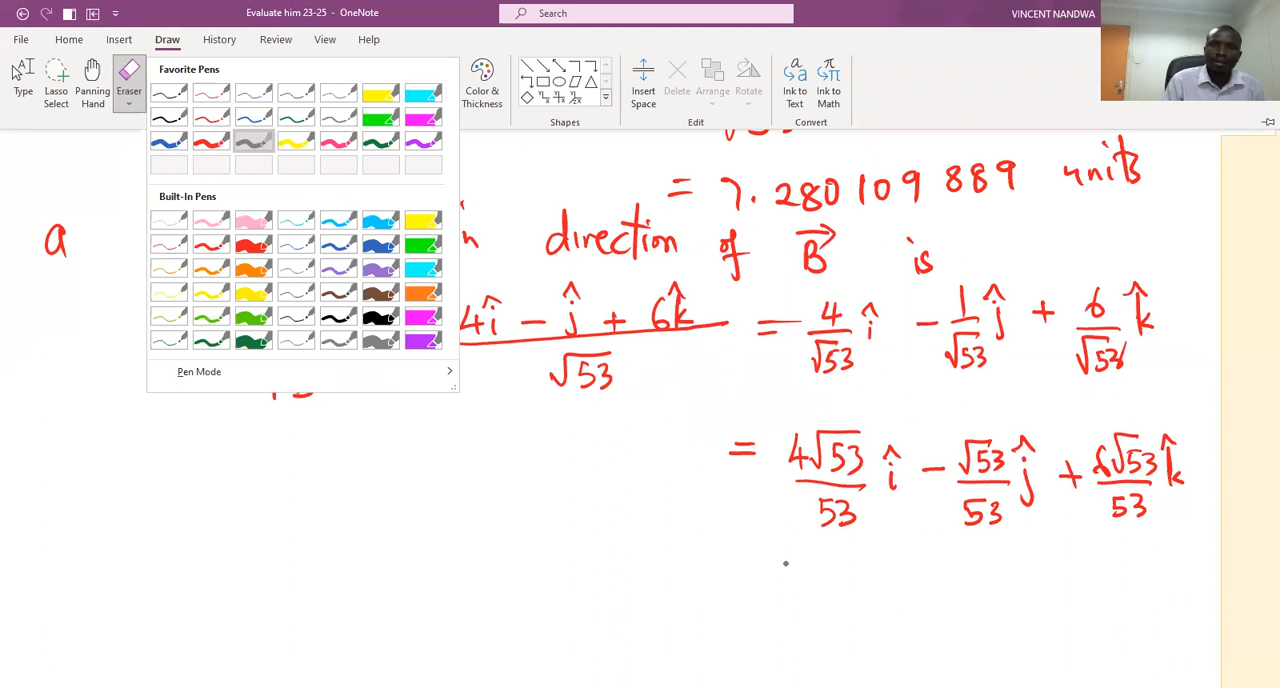 Evaluate him 23-25 - OneNote
Search
VINCENT NANDWA
File Home Insert Draw History Review View Help
Type
Lasso Select
Panning Hand
Eraser
Favorite Pens
Built-In Pens
Pen Mode
Color & Thickness
Shapes
Insert Space
Delete
Arrange
Rotate
Edit
Ink to Text
Ink to Math
Convert
= 7.280109889 units
a direction of \vec{B} is
4î - ĵ + 6k̂ / √53 = 4/√53 î - 1/√53 ĵ + 6/√53 k̂
= 4√53/53 î - √53/53 ĵ + 6√53/53 k̂